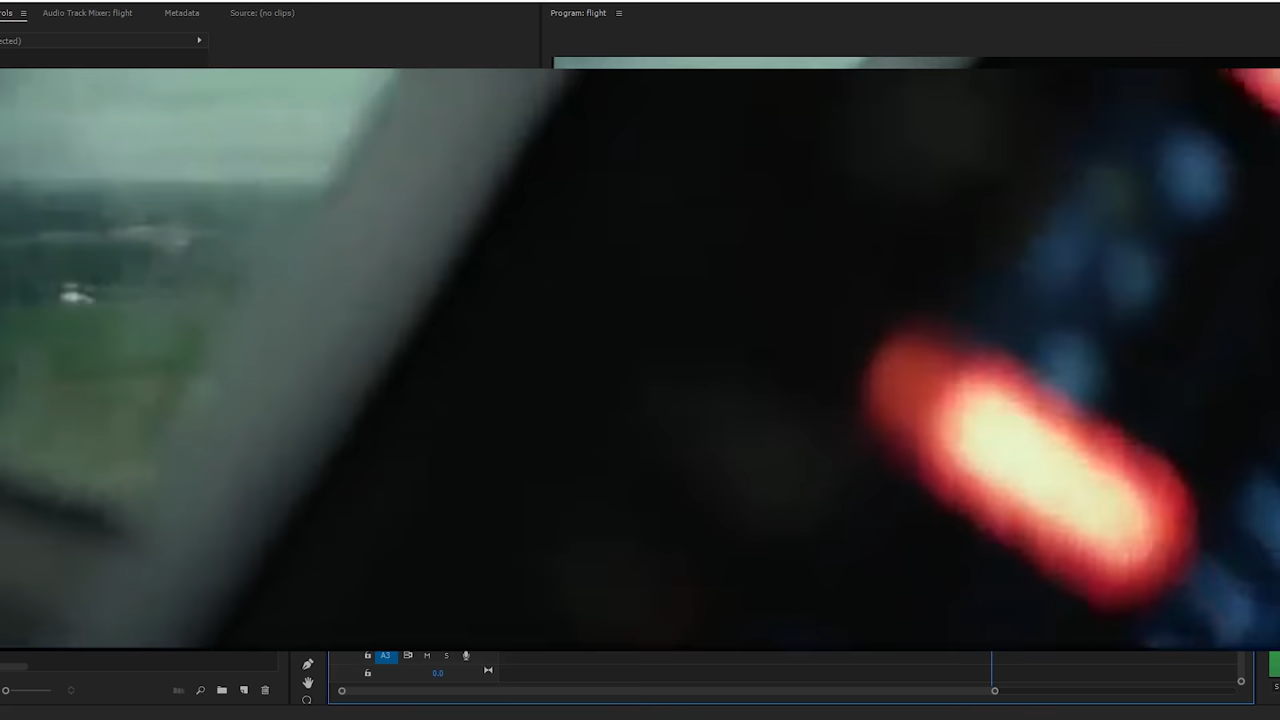 rols Audio Track Mixer: flight Metadata Source: (no clips) Program: flight
ected)
A3 M S
0.0
S